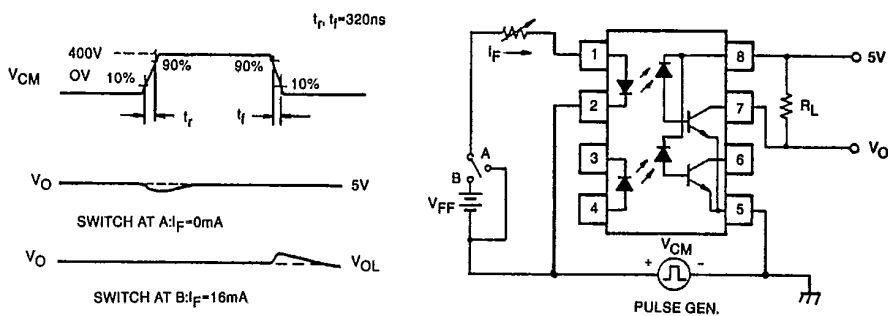 tr, tf=320ns
400V
90%
90%
VCM
OV
10%
10%
tr
tf
VO
5V
SWITCH AT A:IF=0mA
VO
VOL
SWITCH AT B:IF=16mA
IF
1
8
5V
2
7
RL
VO
A
3
6
B
4
5
VFF
VCM
+
-
PULSE GEN.